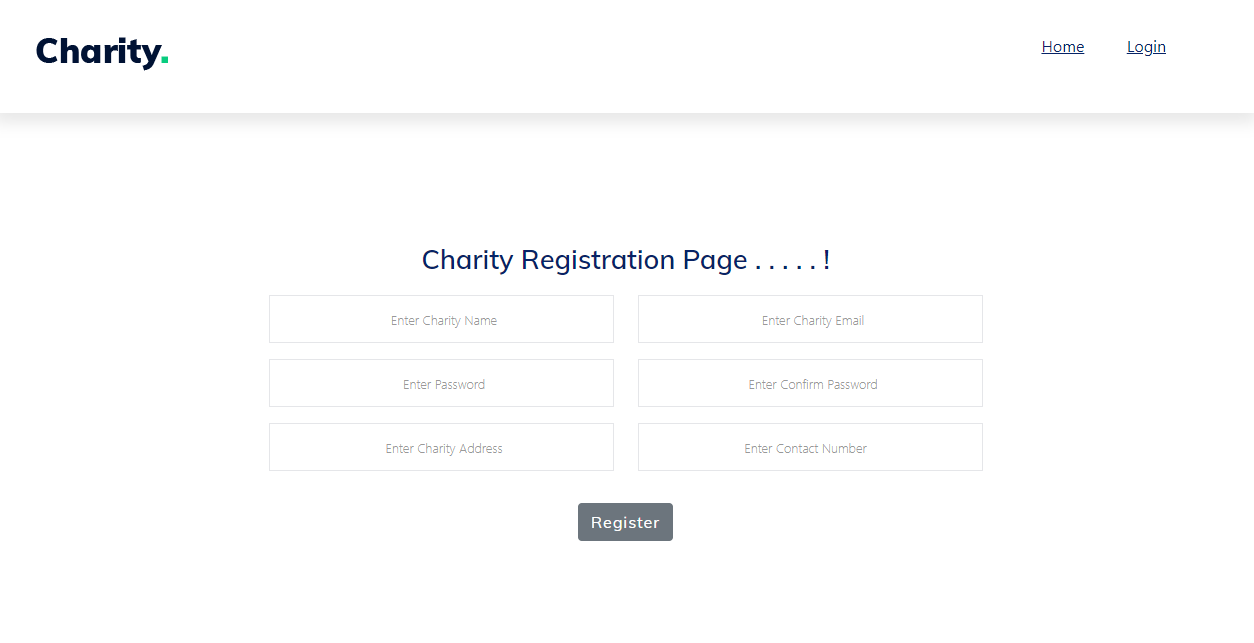 Charity.
Home Login
Charity Registration Page . . . . . !
Enter Charity Name Enter Charity Email
Enter Password Enter Confirm Password
Enter Charity Address Enter Contact Number
Register